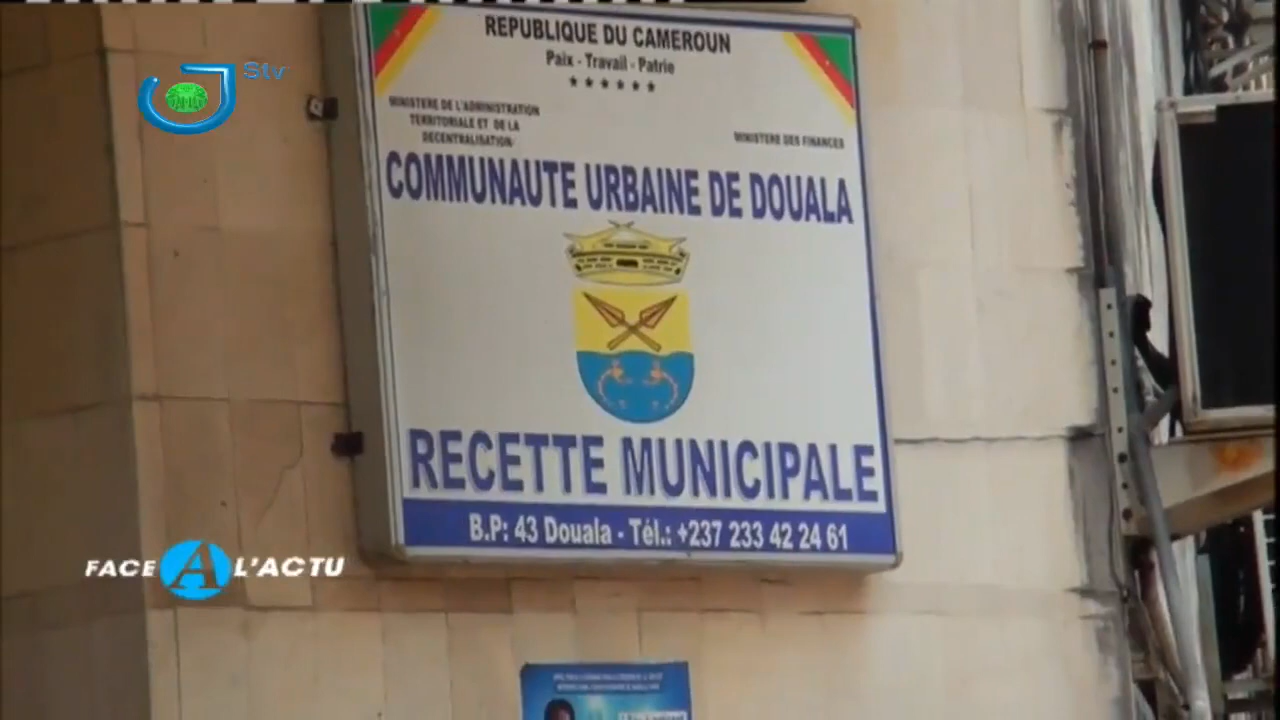 REPUBLIQUE DU CAMEROUN
Paix - Travail - Patrie
★★★★★★
MINISTERE DE L'ADMINISTRATION
TERRITORIALE ET DE LA
DECENTRALISATION
MINISTERE DES FINANCES
COMMUNAUTE URBAINE DE DOUALA
RECETTE MUNICIPALE
B.P: 43 Douala - Tél.: +237 233 42 24 61
Stv
FACE A L'ACTU